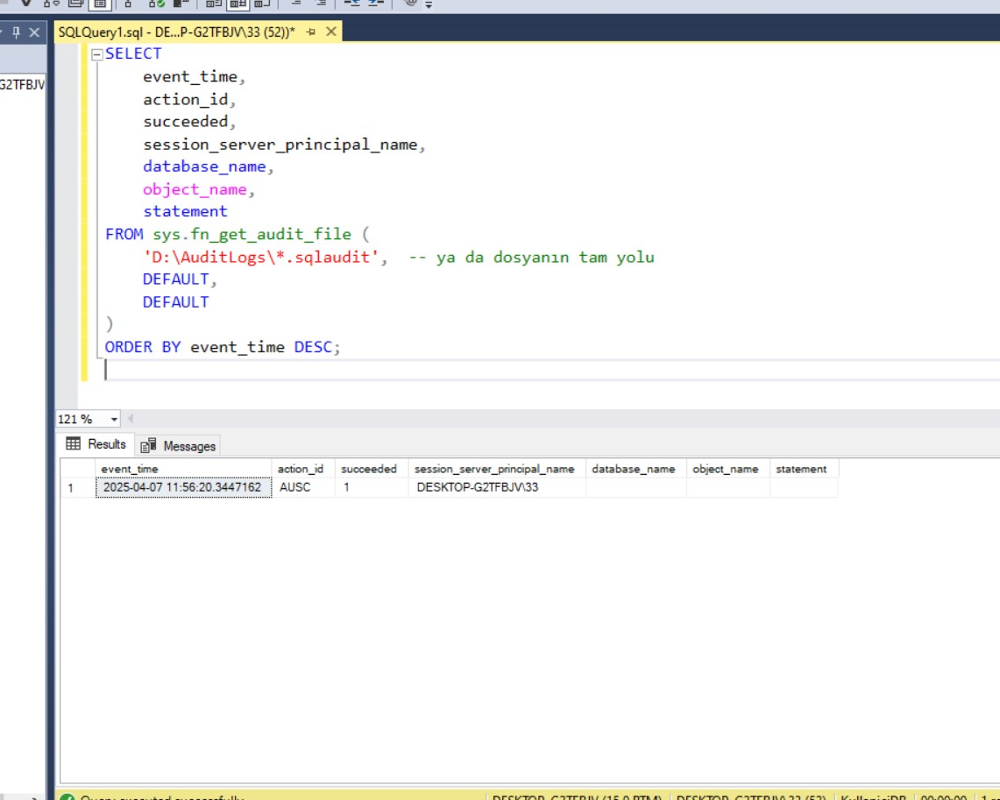 SQLQuery1.sql - DE...P-G2TFBJV\33 (52))*
G2TFBJV
SELECT
event_time,
action_id,
succeeded,
session_server_principal_name,
database_name,
object_name,
statement
FROM sys.fn_get_audit_file (
'D:\AuditLogs\*.sqlaudit', -- ya da dosyanın tam yolu
DEFAULT,
DEFAULT
)
ORDER BY event_time DESC;
121 %
Results Messages
event_time action_id succeeded session_server_principal_name database_name object_name statement
1 2025-04-07 11:56:20.3447162 AUSC 1 DESKTOP-G2TFBJV\33
Query executed successfully. DESKTOP-G2TFBJV (15.0 RTM) DESKTOP-G2TFBJV\33 (52) KullaniciDB 00:00:00